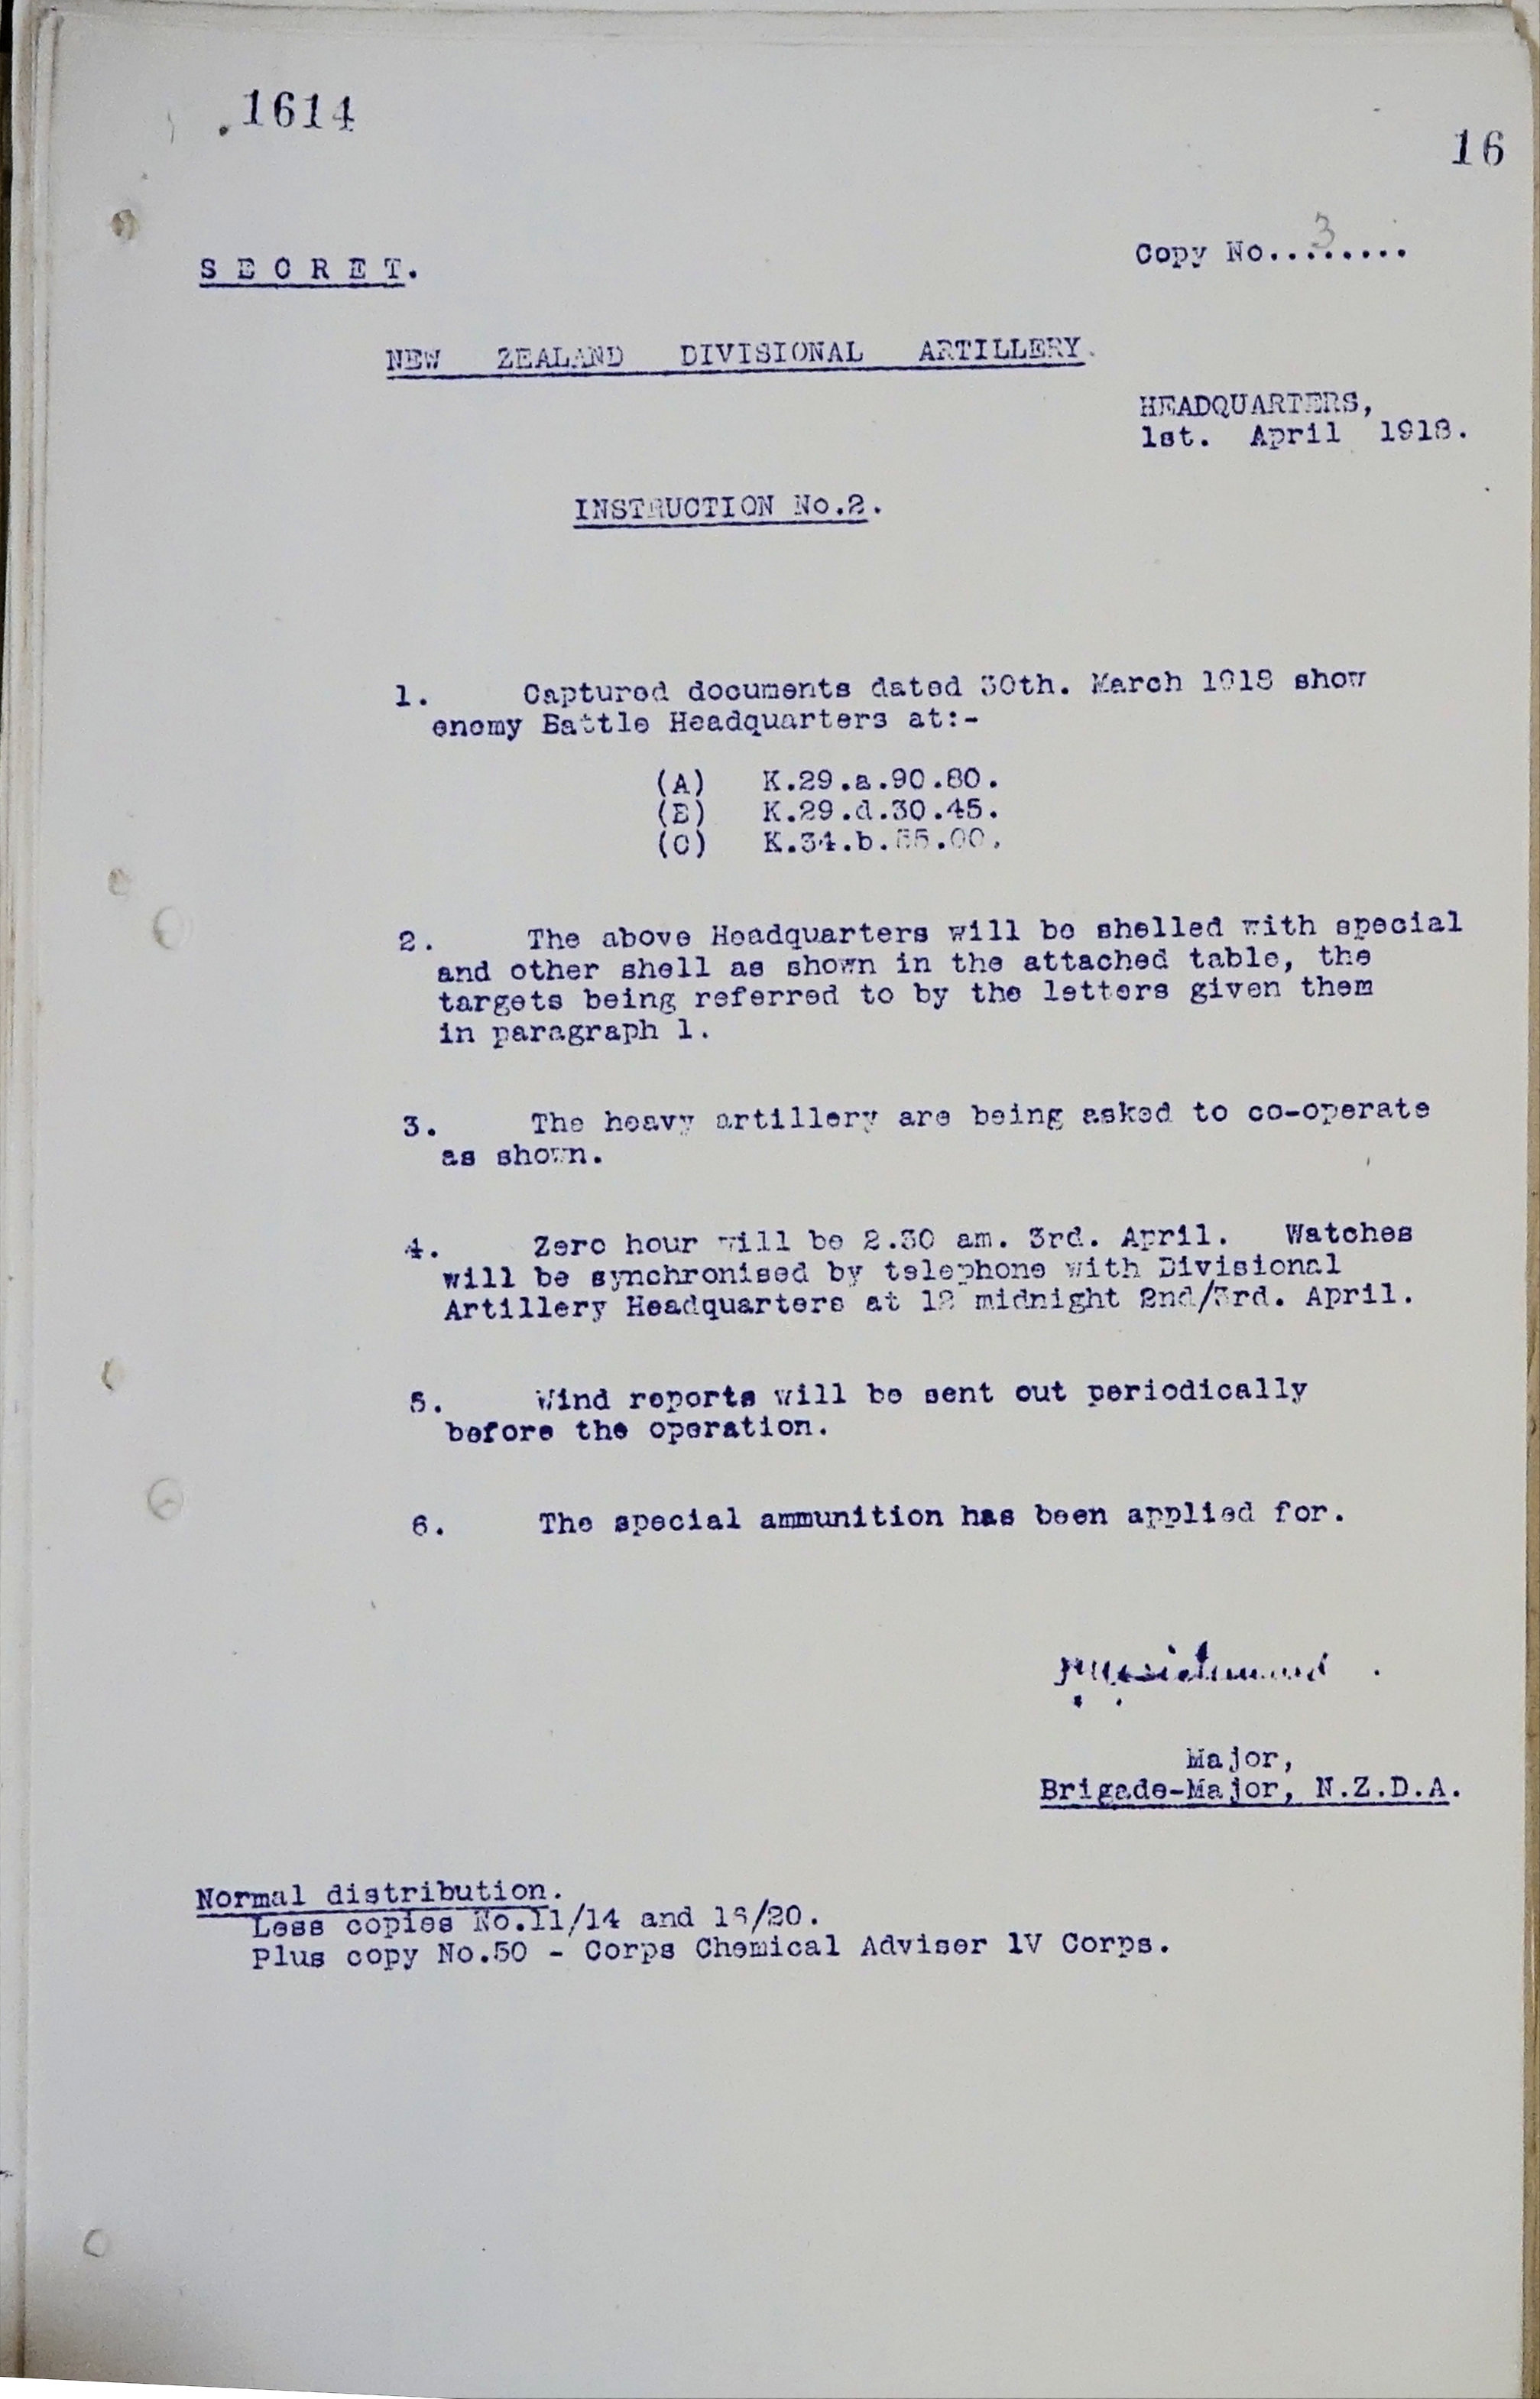 1614
16
SECRET.
Copy No...3.....
NEW ZEALAND DIVISIONAL ARTILLERY.
HEADQUARTERS,
1st. April 1918.
INSTRUCTION No.2.
1. Captured documents dated 30th. March 1918 show
enemy Battle Headquarters at:-
(A) K.29.a.90.80.
(B) K.29.d.30.45.
(C) K.34.b.55.00.
2. The above Headquarters will be shelled with special
and other shell as shown in the attached table, the
targets being referred to by the letters given them
in paragraph 1.
3. The heavy artillery are being asked to co-operate
as shown.
4. Zero hour will be 2.30 am. 3rd. April. Watches
will be synchronised by telephone with Divisional
Artillery Headquarters at 12 midnight 2nd/3rd. April.
5. Wind reports will be sent out periodically
before the operation.
6. The special ammunition has been applied for.
Major,
Brigade-Major, N.Z.D.A.
Normal distribution.
Less copies No.11/14 and 18/20.
Plus copy No.50 - Corps Chemical Adviser 1V Corps.